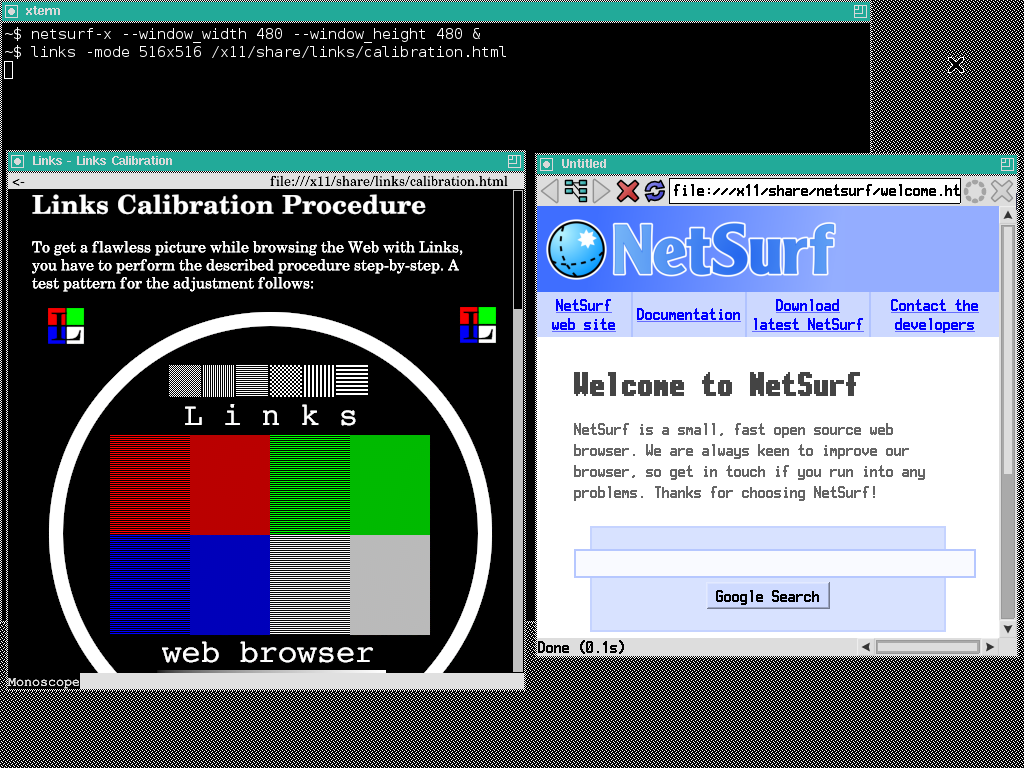 xterm
~$ netsurf-x --window_width 480 --window_height 480 &
~$ links -mode 516x516 /x11/share/links/calibration.html
Links - Links Calibration
<-
file:///x11/share/links/calibration.html
Links Calibration Procedure
To get a flawless picture while browsing the Web with Links,
you have to perform the described procedure step-by-step. A
test pattern for the adjustment follows:
L i n k s
web browser
Monoscope
Untitled
file:///x11/share/netsurf/welcome.ht
NetSurf
NetSurf
web site
Documentation
Download
latest NetSurf
Contact the
developers
Welcome to NetSurf
NetSurf is a small, fast open source web
browser. We are always keen to improve our
browser, so get in touch if you run into any
problems. Thanks for choosing NetSurf!
Google Search
Done (0.1s)